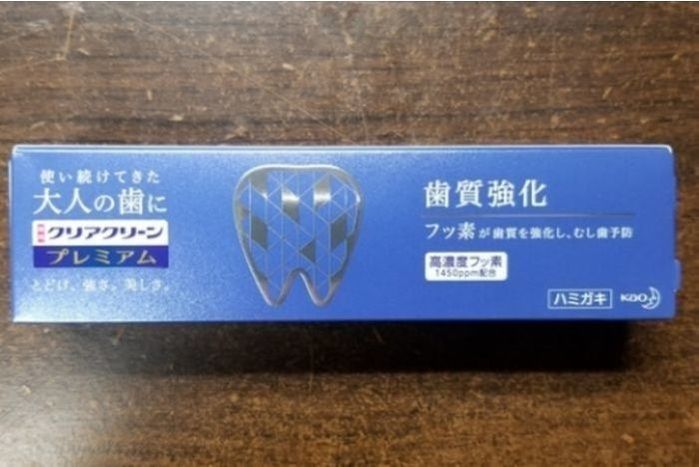 使い続けてきた
大人の歯に
クリアクリーン
プレミアム
とどけ、強さ。美しさ。
歯質強化
フッ素が歯質を強化し、むし歯予防
高濃度フッ素
1450ppm配合
ハミガキ
Kao